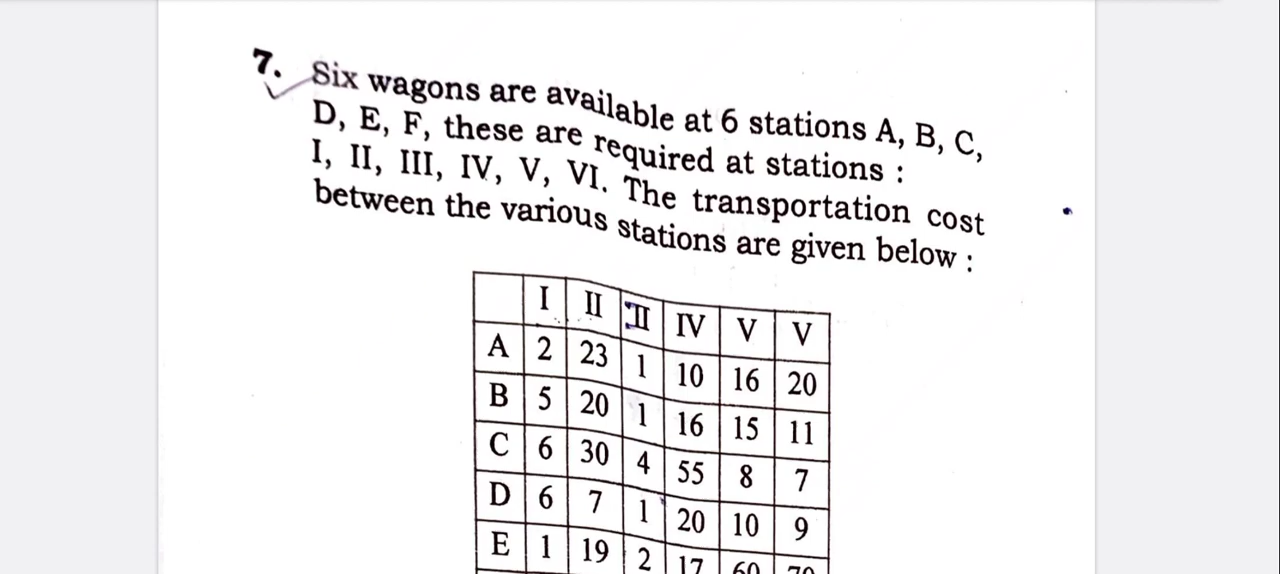 7. Six wagons are available at 6 stations A, B, C,
D, E, F, these are required at stations :
I, II, III, IV, V, VI. The transportation cost
between the various stations are given below :
I II II IV V V
A 2 23 1 10 16 20
B 5 20 1 16 15 11
C 6 30 4 55 8 7
D 6 7 1 20 10 9
E 1 19 2 17 60 70